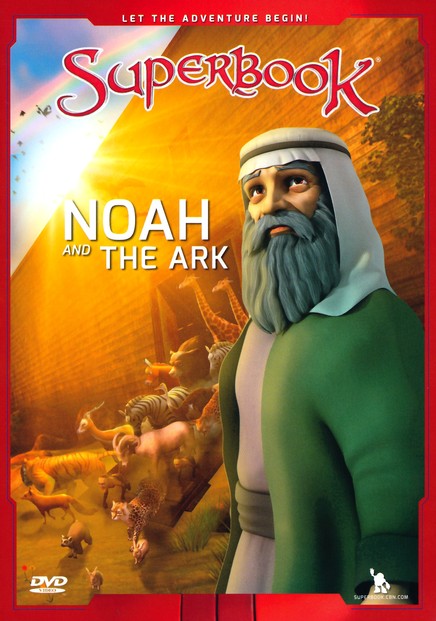 LET THE ADVENTURE BEGIN!
SUPERBOOK®
NOAH
AND THE ARK
DVD
VIDEO
SUPERBOOK.CBN.COM